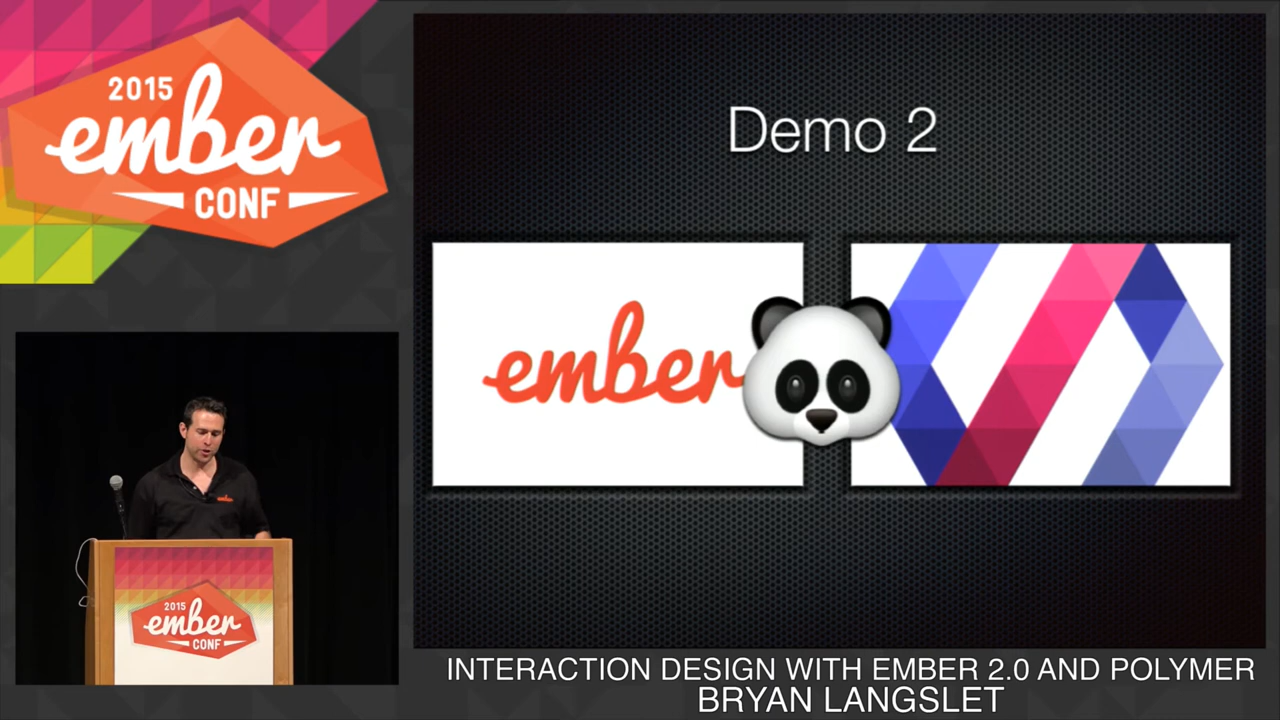 2015
ember
CONF
Demo 2
ember
2015
ember
CONF
INTERACTION DESIGN WITH EMBER 2.0 AND POLYMER
BRYAN LANGSLET